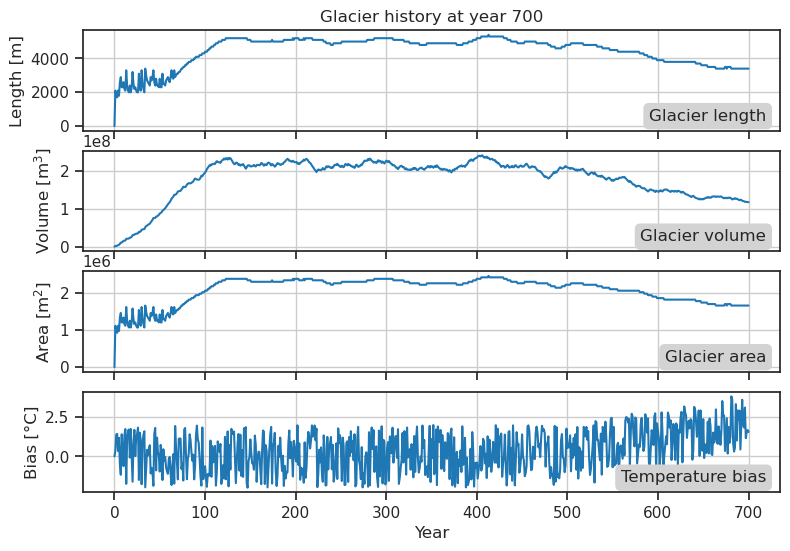 Glacier history at year 700
Length [m]
4000
2000
0
Glacier length
1e8
Volume [m³]
2
1
0
Glacier volume
1e6
Area [m²]
2
1
0
Glacier area
Bias [°C]
2.5
0.0
Temperature bias
0 100 200 300 400 500 600 700
Year